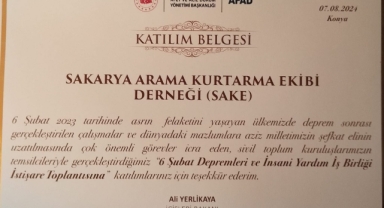 YÖNETİMİ BAŞKANLIĞI
AFAD
07.08.2024
Konya
KATILIM BELGESİ
SAKARYA ARAMA KURTARMA EKİBİ
DERNEĞİ (SAKE)
6 Şubat 2023 tarihinde asrın felaketini yaşayan ülkemizde deprem sonrası
gerçekleştirilen çalışmalar ve dünyadaki mazlumlara aziz milletimizin şefkat elinin
uzatılmasında çok önemli görevler icra eden, sivil toplum kuruluşlarımızın
temsilcileriyle gerçekleştirdiğimiz "6 Şubat Depremleri ve İnsani Yardım İş Birliği
İstişare Toplantısına" katılımlarınız için teşekkür ederim.
Ali YERLİKAYA